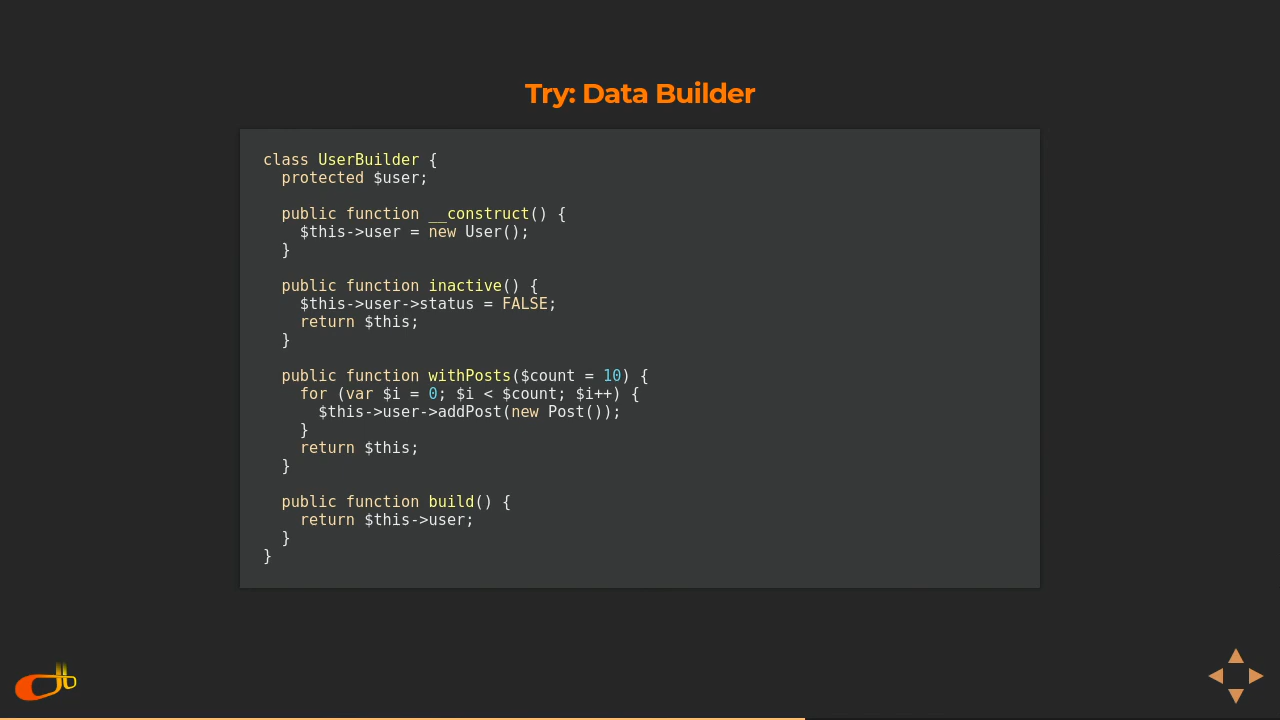 Try: Data Builder
class UserBuilder {
  protected $user;

  public function __construct() {
    $this->user = new User();
  }

  public function inactive() {
    $this->user->status = FALSE;
    return $this;
  }

  public function withPosts($count = 10) {
    for (var $i = 0; $i < $count; $i++) {
      $this->user->addPost(new Post());
    }
    return $this;
  }

  public function build() {
    return $this->user;
  }
}